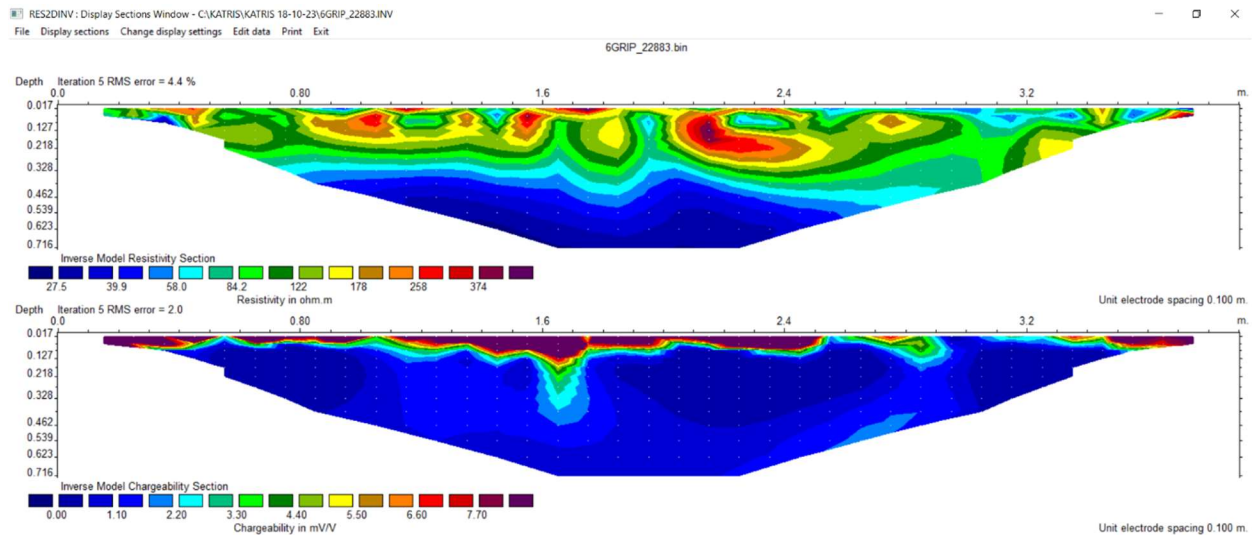 RES2DINV : Display Sections Window - C:\KATRIS\KATRIS 18-10-23\6GRIP_22883.INV
File Display sections Change display settings Edit data Print Exit
6GRIP_22883.bin
Depth Iteration 5 RMS error = 4.4 %
0.0 0.80 1.6 2.4 3.2 m.
0.017
0.127
0.218
0.328
0.462
0.539
0.623
0.716
Inverse Model Resistivity Section
27.5 39.9 58.0 84.2 122 178 258 374
Resistivity in ohm.m
Unit electrode spacing 0.100 m.
Depth Iteration 5 RMS error = 2.0
0.0 0.80 1.6 2.4 3.2 m.
0.017
0.127
0.218
0.328
0.462
0.539
0.623
0.716
Inverse Model Chargeability Section
0.00 1.10 2.20 3.30 4.40 5.50 6.60 7.70
Chargeability in mV/V
Unit electrode spacing 0.100 m.